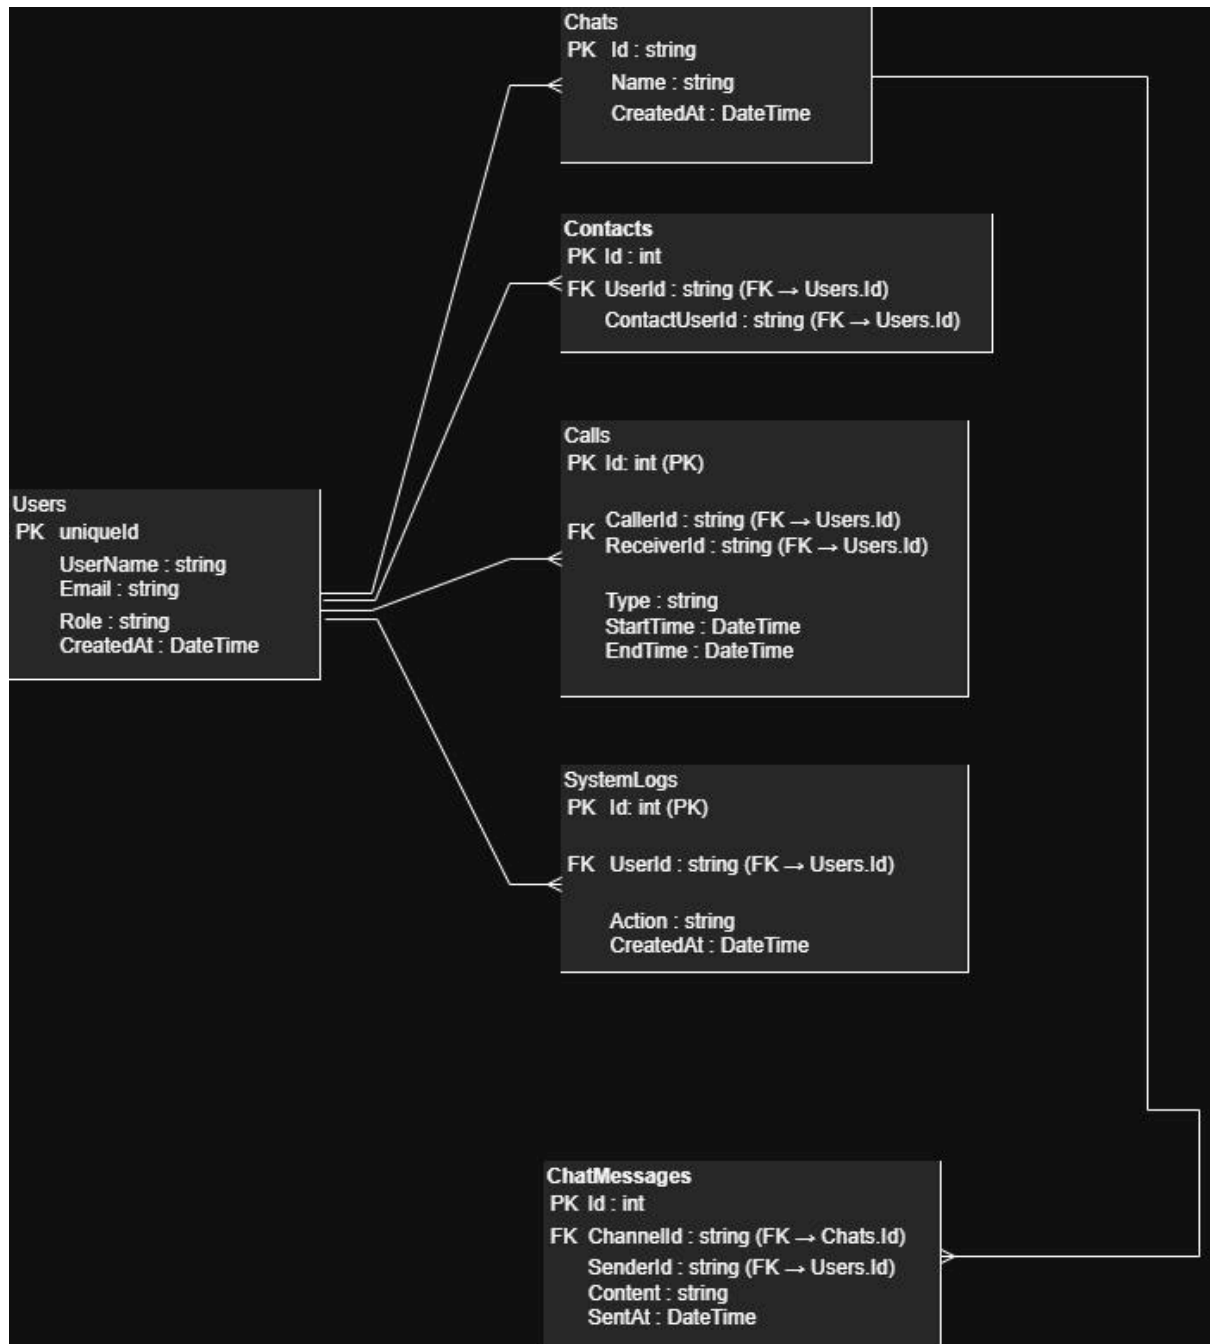 Chats
PK Id : string
Name : string
CreatedAt : DateTime
Contacts
PK Id : int
FK UserId : string (FK → Users.Id)
ContactUserId : string (FK → Users.Id)
Calls
PK Id: int (PK)
CallerId : string (FK → Users.Id)
FK
ReceiverId : string (FK → Users.Id)
Type : string
StartTime : DateTime
EndTime : DateTime
Users
PK uniqueId
UserName : string
Email : string
Role : string
CreatedAt : DateTime
SystemLogs
PK Id: int (PK)
FK UserId : string (FK → Users.Id)
Action : string
CreatedAt : DateTime
ChatMessages
PK Id : int
FK ChannelId : string (FK → Chats.Id)
SenderId : string (FK → Users.Id)
Content : string
SentAt : DateTime